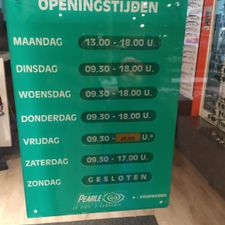 OPENINGSTIJDEN
MAANDAG 13.00 - 18.00 U.
DINSDAG 09.30 - 18.00 U.
WOENSDAG 09.30 - 18.00 U.
DONDERDAG 09.30 - 18.00 U.
VRIJDAG 09.30 - U.*
ZATERDAG 09.30 - 17.00 U.
ZONDAG GESLOTEN
PEARLE